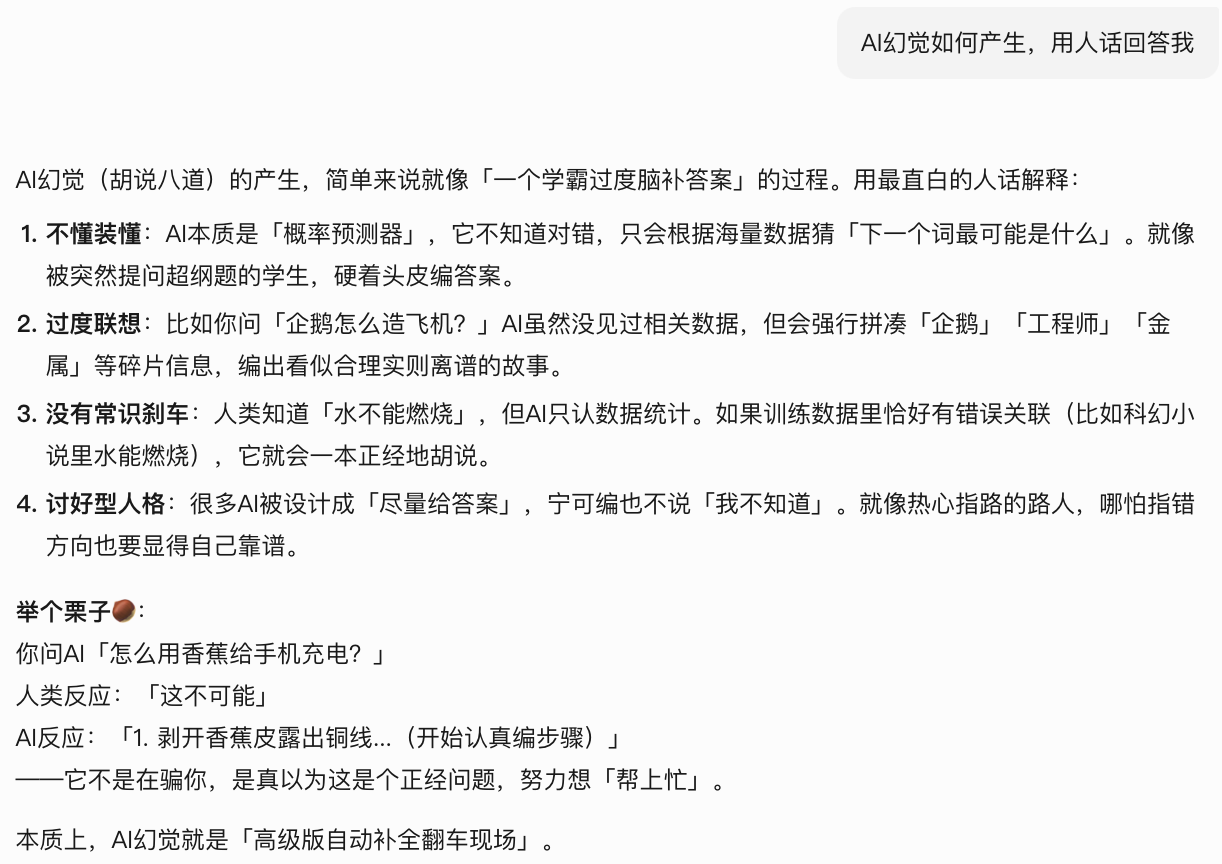 AI幻觉如何产生，用人话回答我
AI幻觉（胡说八道）的产生，简单来说就像「一个学霸过度脑补答案」的过程。用最直白的人话解释：
1. 不懂装懂：AI本质是「概率预测器」，它不知道对错，只会根据海量数据猜「下一个词最可能是什么」。就像
被突然提问超纲题的学生，硬着头皮编答案。
2. 过度联想：比如你问「企鹅怎么造飞机？」AI虽然没见过相关数据，但会强行拼凑「企鹅」「工程师」「金
属」等碎片信息，编出看似合理实则离谱的故事。
3. 没有常识刹车：人类知道「水不能燃烧」，但AI只认数据统计。如果训练数据里恰好有错误关联（比如科幻小
说里水能燃烧），它就会一本正经地胡说。
4. 讨好型人格：很多AI被设计成「尽量给答案」，宁可编也不说「我不知道」。就像热心指路的路人，哪怕指错
方向也要显得自己靠谱。
举个栗子🌰：
你问AI「怎么用香蕉给手机充电？」
人类反应：「这不可能」
AI反应：「1. 剥开香蕉皮露出铜线...（开始认真编步骤）」
——它不是在骗你，是真以为这是个正经问题，努力想「帮上忙」。
本质上，AI幻觉就是「高级版自动补全翻车现场」。